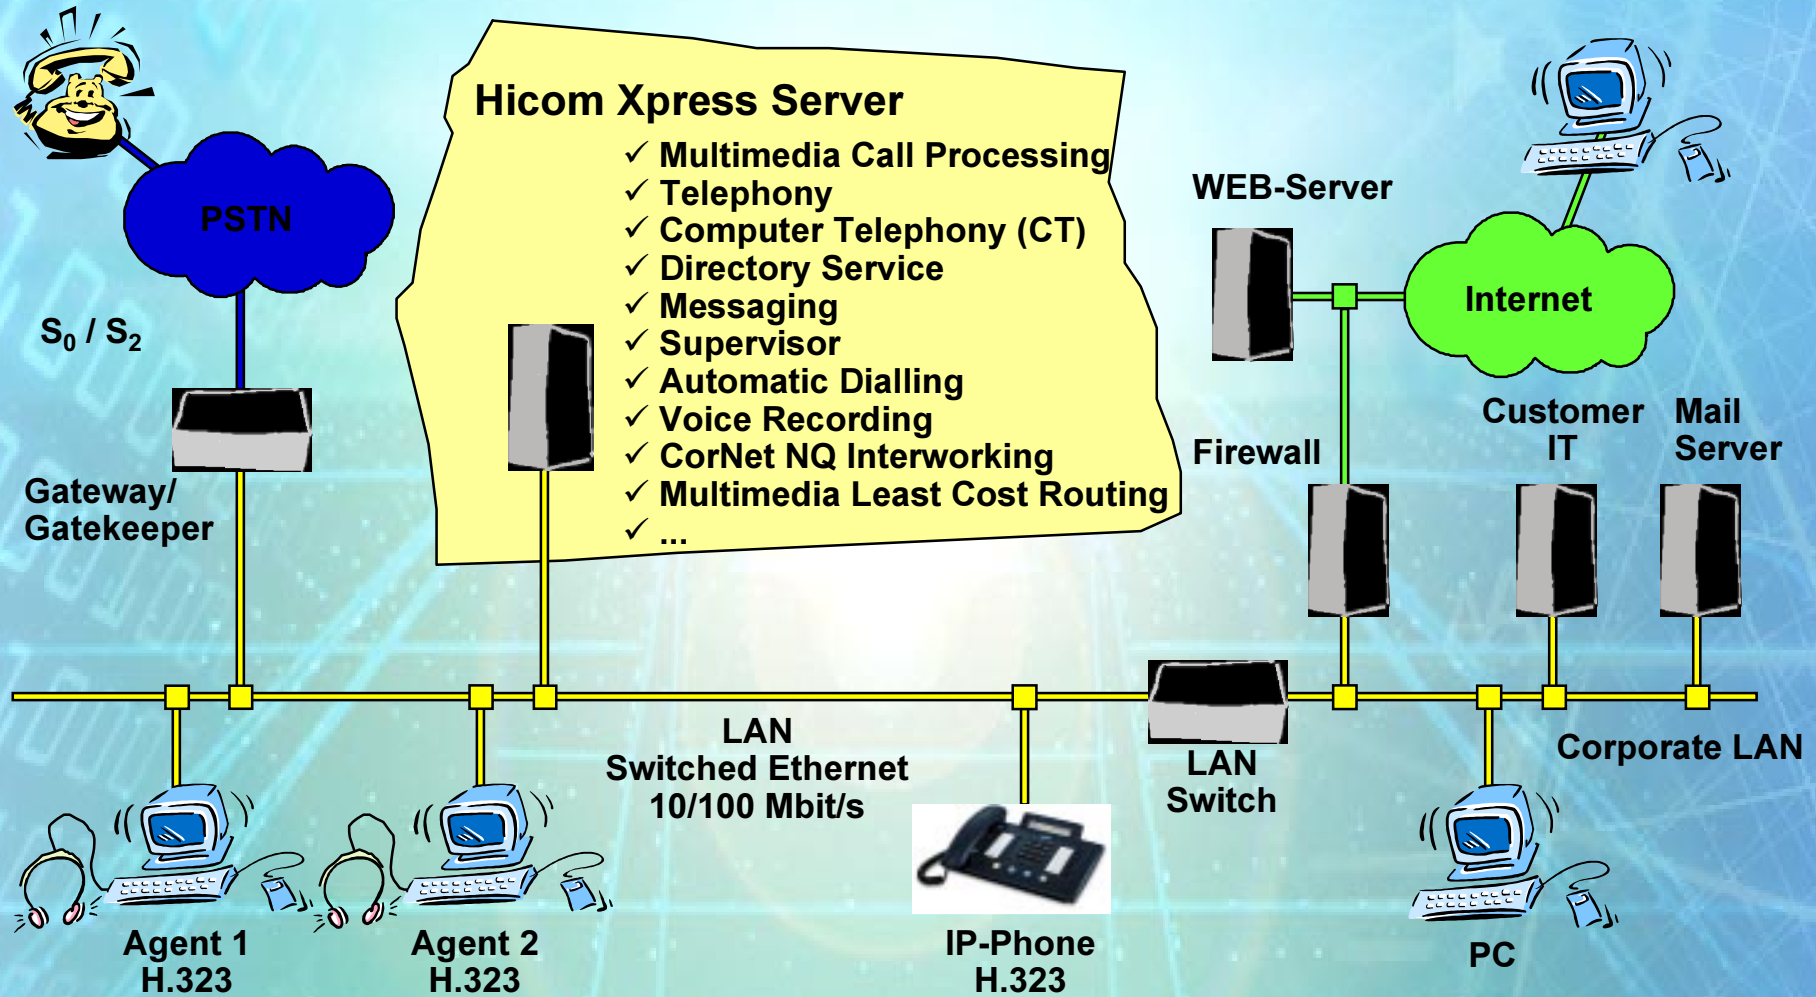 Hicom Xpress Server
✓ Multimedia Call Processing
✓ Telephony
✓ Computer Telephony (CT)
✓ Directory Service
✓ Messaging
✓ Supervisor
✓ Automatic Dialling
✓ Voice Recording
✓ CorNet NQ Interworking
✓ Multimedia Least Cost Routing
✓ ...
PSTN
S₀ / S₂
Gateway/
Gatekeeper
WEB-Server
Internet
Firewall
Customer
IT
Mail
Server
LAN
Switched Ethernet
10/100 Mbit/s
LAN
Switch
Corporate LAN
Agent 1
H.323
Agent 2
H.323
IP-Phone
H.323
PC